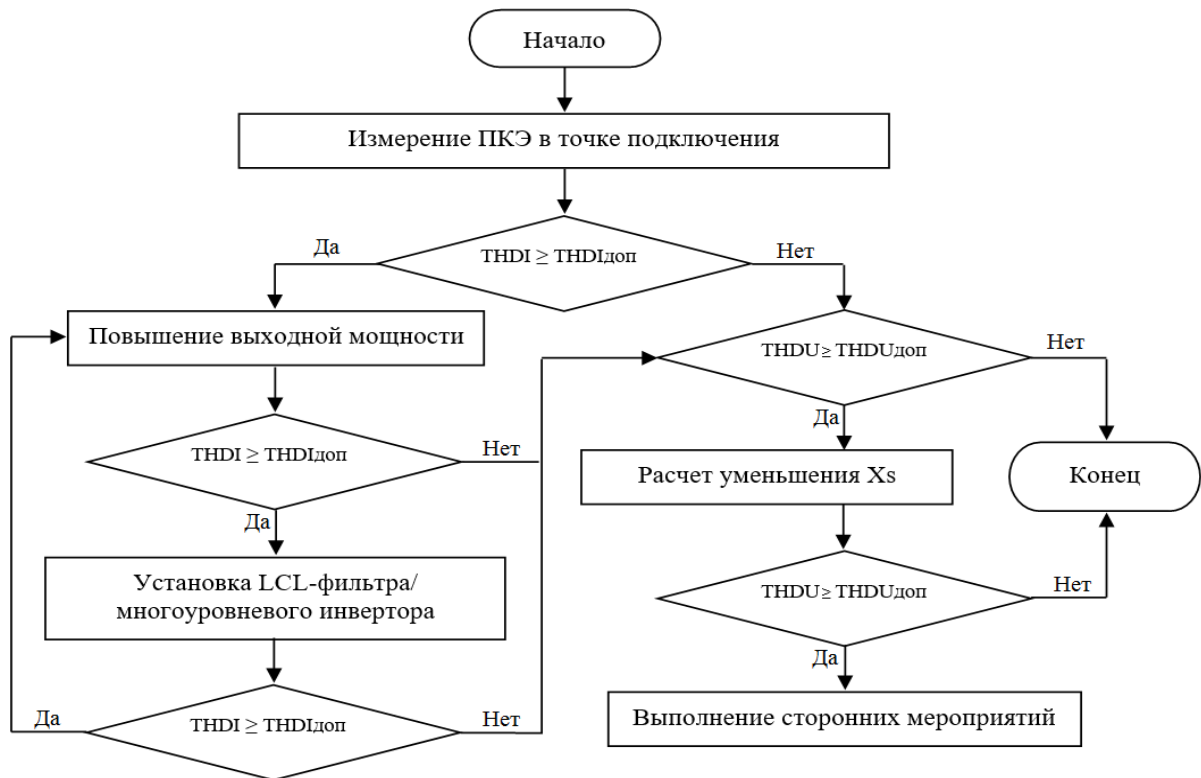 Начало
Измерение ПКЭ в точке подключения
THDI ≥ THDIдоп
Да
Нет
Повышение выходной мощности
THDU≥ THDUдоп
Нет
Да
THDI ≥ THDIдоп
Нет
Да
Расчет уменьшения Xs
Конец
Установка LCL-фильтра/
многоуровневого инвертора
THDU≥ THDUдоп
Нет
Да
THDI ≥ THDIдоп
Да
Нет
Выполнение сторонних мероприятий